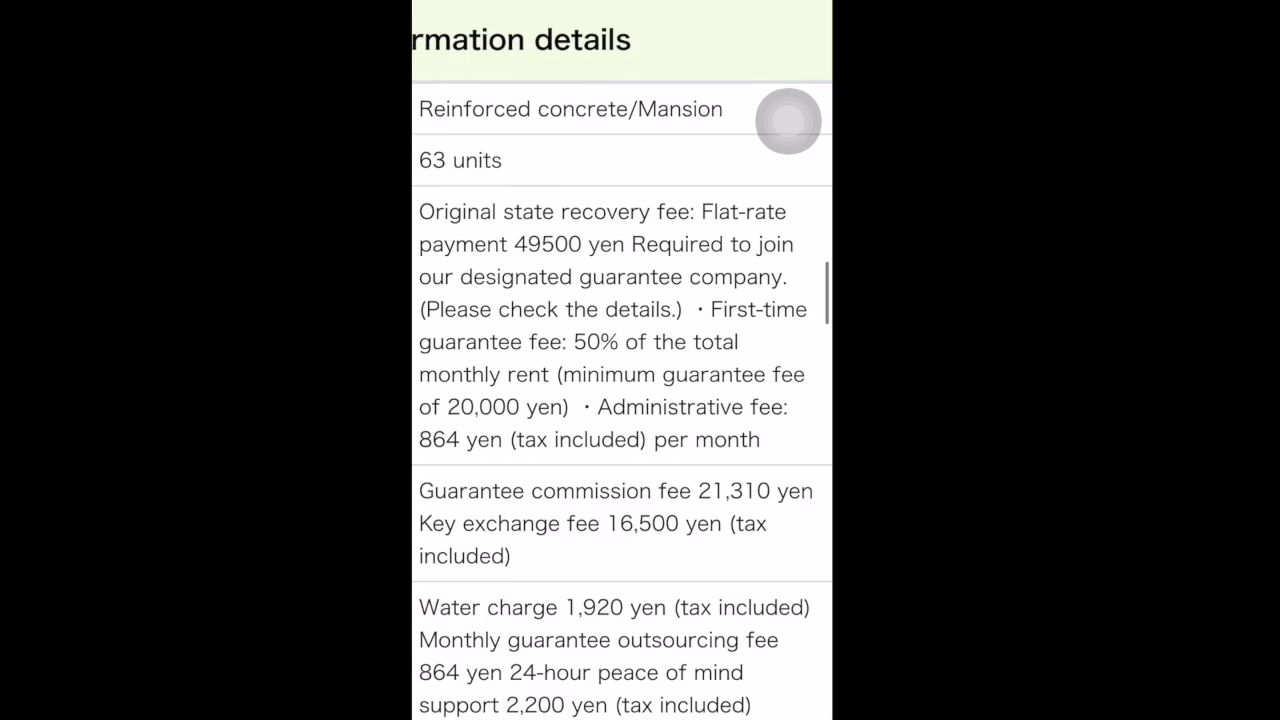 rmation details
Reinforced concrete/Mansion
63 units
Original state recovery fee: Flat-rate
payment 49500 yen Required to join
our designated guarantee company.
(Please check the details.) ・First-time
guarantee fee: 50% of the total
monthly rent (minimum guarantee fee
of 20,000 yen) ・Administrative fee:
864 yen (tax included) per month
Guarantee commission fee 21,310 yen
Key exchange fee 16,500 yen (tax
included)
Water charge 1,920 yen (tax included)
Monthly guarantee outsourcing fee
864 yen 24-hour peace of mind
support 2,200 yen (tax included)